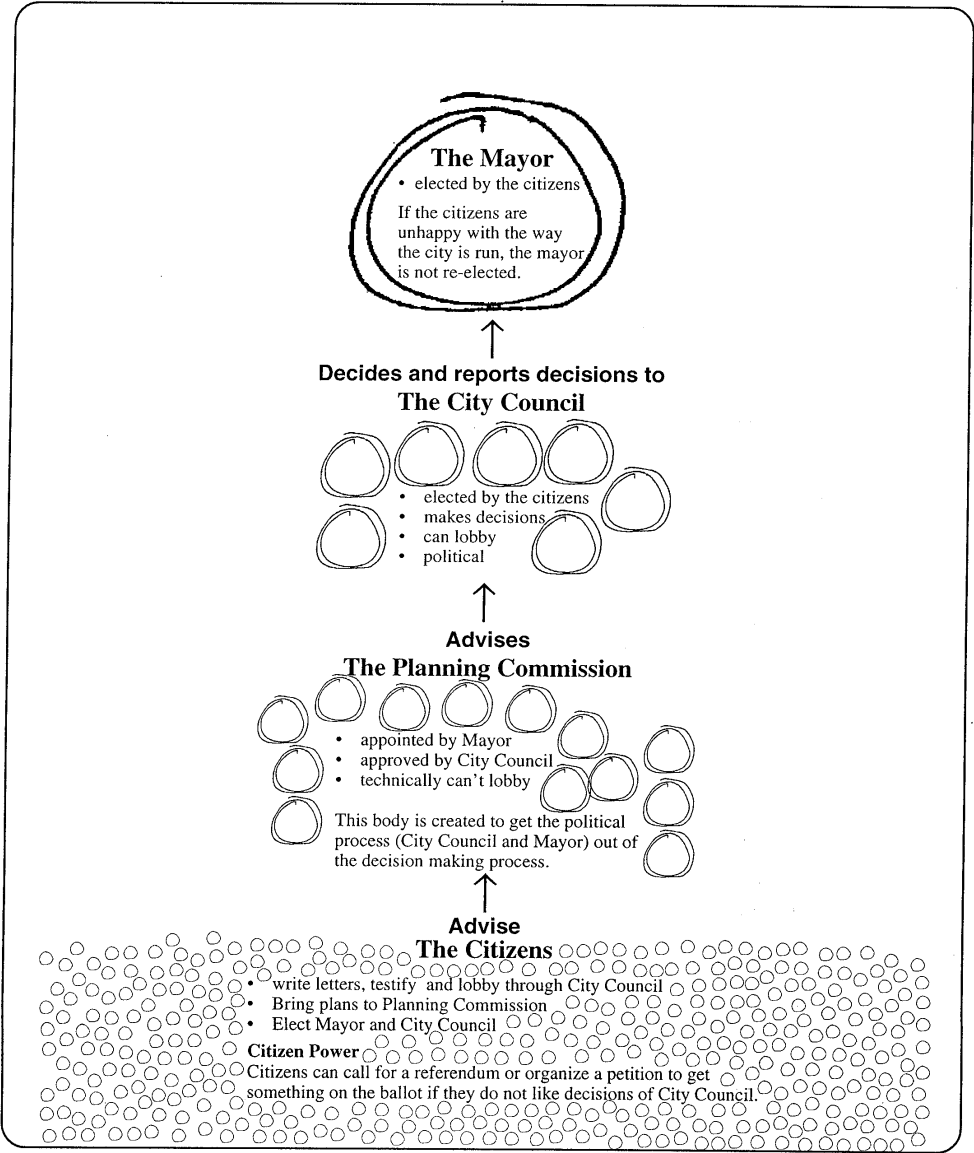 The Mayor
• elected by the citizens
If the citizens are
unhappy with the way
the city is run, the mayor
is not re-elected.
Decides and reports decisions to
The City Council
• elected by the citizens
• makes decisions
• can lobby
• political
Advises
The Planning Commission
• appointed by Mayor
• approved by City Council
• technically can't lobby
This body is created to get the political
process (City Council and Mayor) out of
the decision making process.
Advise
The Citizens
• write letters, testify and lobby through City Council
• Bring plans to Planning Commission
• Elect Mayor and City Council
Citizen Power
Citizens can call for a referendum or organize a petition to get
something on the ballot if they do not like decisions of City Council.